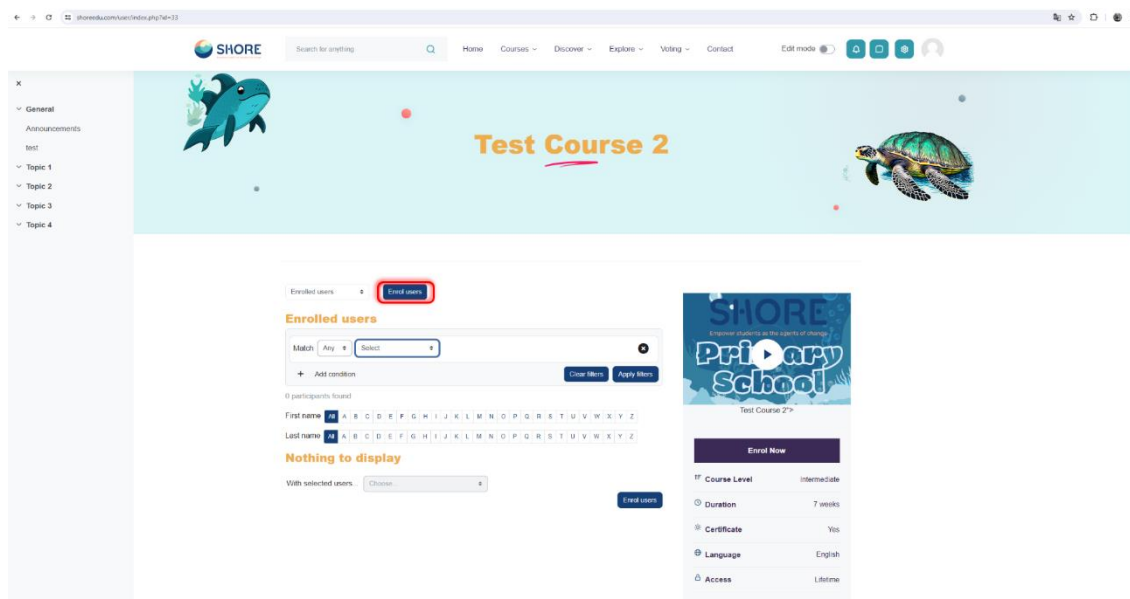 shoreedu.com/user/index.php?id=33
SHORE
Search for anything
Home Courses Discover Explore Voting Contact
Edit mode
× 
General
Announcements
test
Topic 1
Topic 2
Topic 3
Topic 4
Test Course 2
Enrolled users
Enrol users
Enrolled users
Match Any Select
+ Add condition
Clear filters Apply filters
0 participants found
First name All A B C D E F G H I J K L M N O P Q R S T U V W X Y Z
Last name All A B C D E F G H I J K L M N O P Q R S T U V W X Y Z
Nothing to display
With selected users... Choose...
Enrol users
SHORE
Empower students as the agents of change
Primary
School
Test Course 2">
Enrol Now
Course Level Intermediate
Duration 7 weeks
Certificate Yes
Language English
Access Lifetime